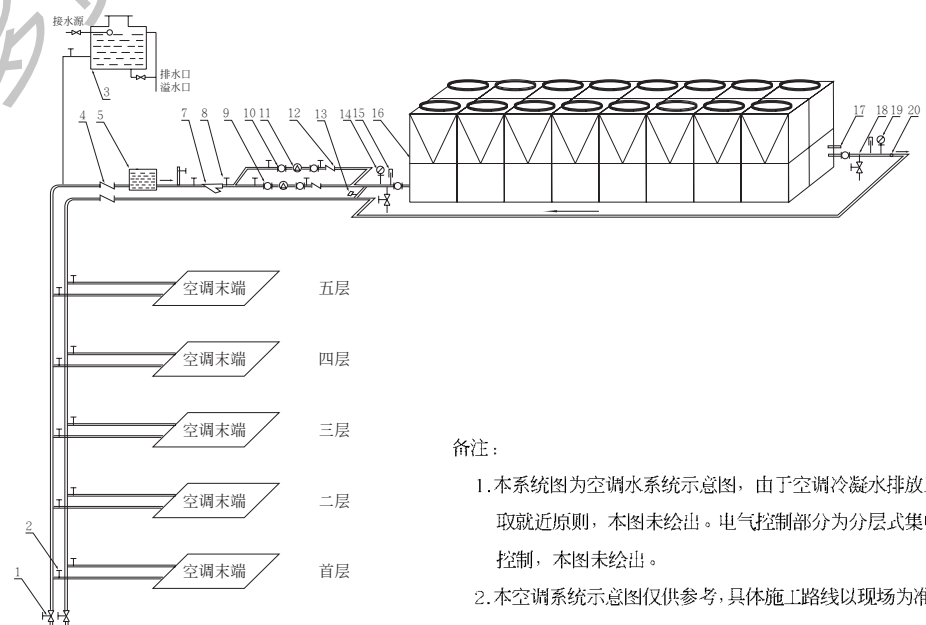 接水源
排水口
溢水口
3
4 5 7 8 9 10 11 12 13 14 15 16 17 18 19 20
空调末端 五层
空调末端 四层
空调末端 三层
空调末端 二层
2
空调末端 首层
1
备注：
1.本系统图为空调水系统示意图，由于空调冷凝水排放
取就近原则，本图未绘出。电气控制部分为分层式集
控制，本图未绘出。
2.本空调系统示意图仅供参考，具体施工路线以现场为准